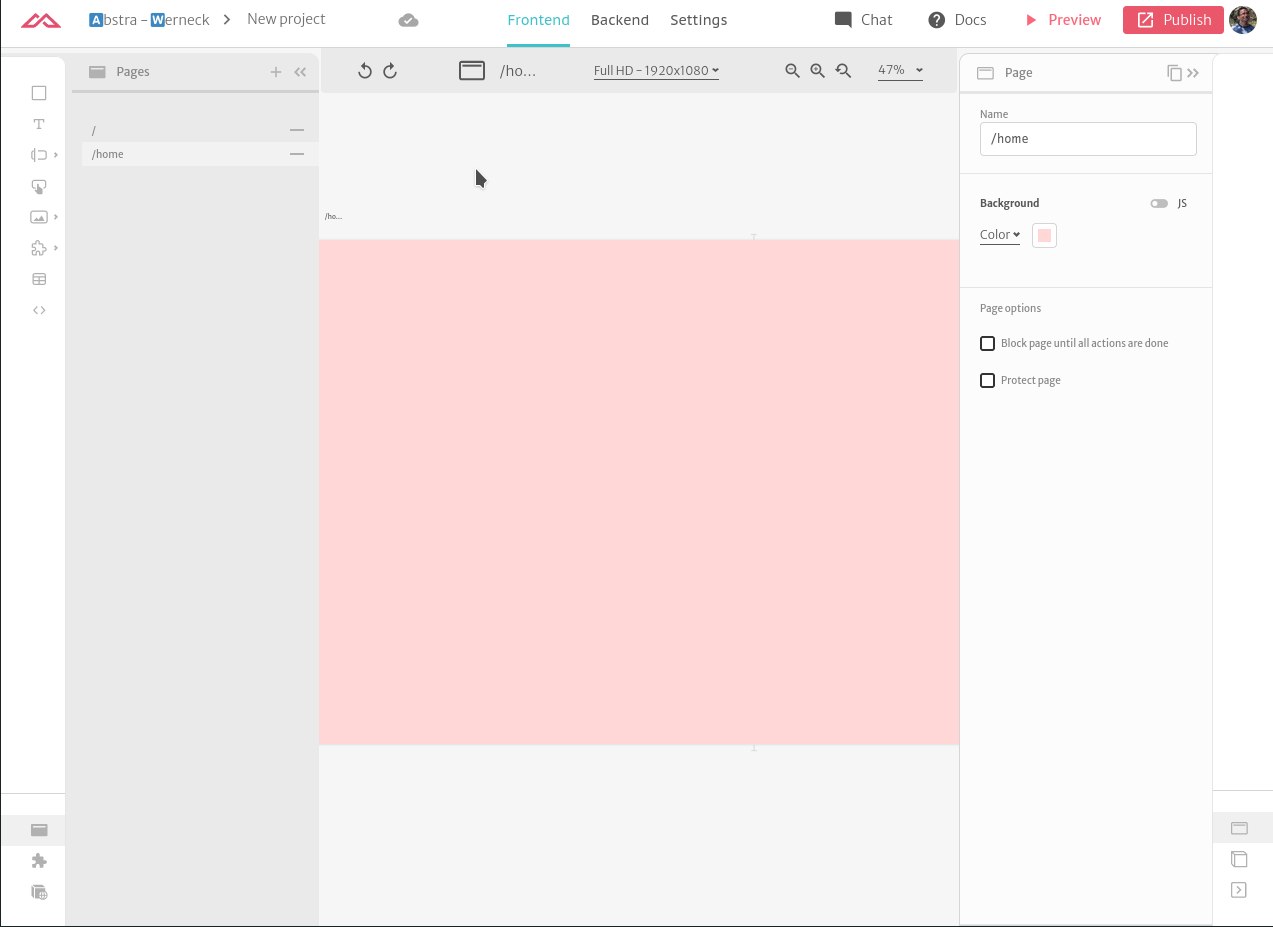 Abstra - Werneck > New project
Frontend Backend Settings
Chat Docs Preview Publish
Pages
/
/home
/ho...
Full HD - 1920x1080
47%
/ho...
Page
Name
/home
Background JS
Color
Page options
Block page until all actions are done
Protect page